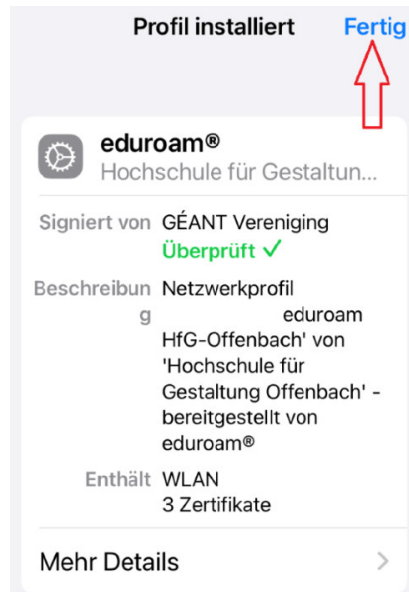 Profil installiert Fertig
eduroam®
Hochschule für Gestaltun...
Signiert von GÉANT Vereniging
Überprüft ✓
Beschreibun Netzwerkprofil
g eduroam
HfG-Offenbach' von
'Hochschule für
Gestaltung Offenbach' -
bereitgestellt von
eduroam®
Enthält WLAN
3 Zertifikate
Mehr Details